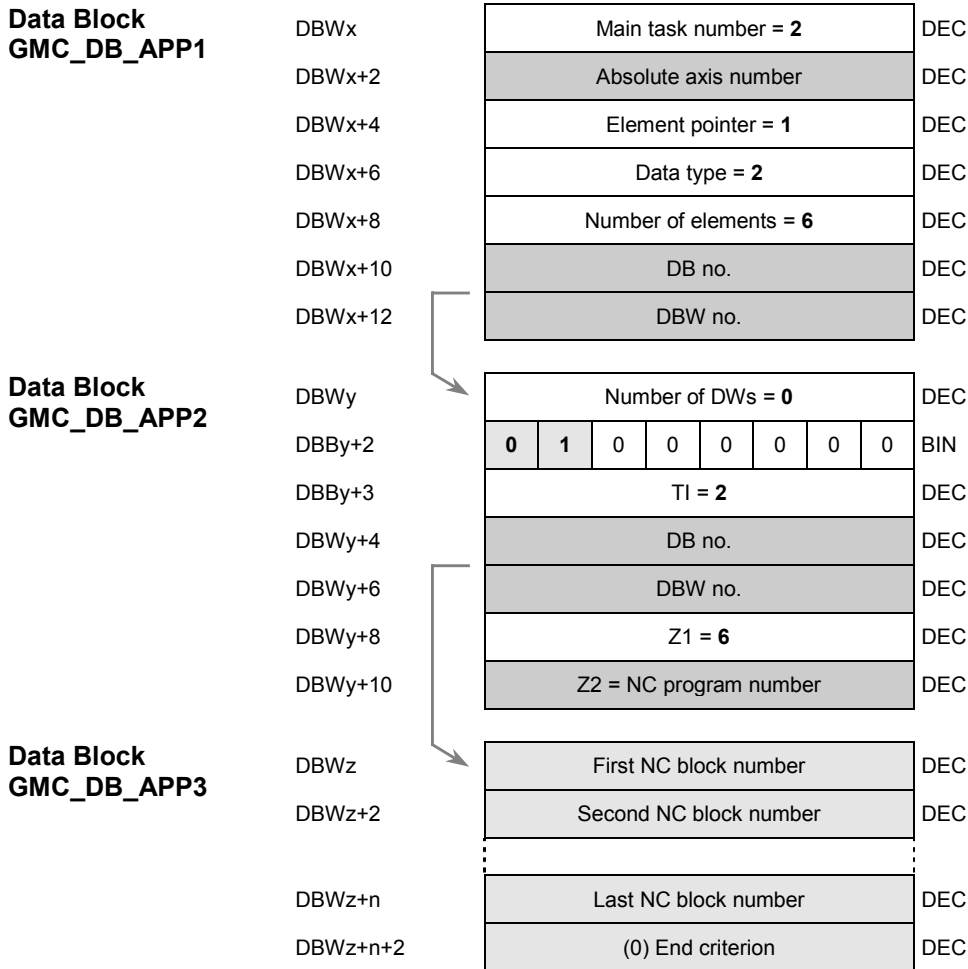 Data Block
GMC_DB_APP1
DBWx Main task number = 2 DEC
DBWx+2 Absolute axis number DEC
DBWx+4 Element pointer = 1 DEC
DBWx+6 Data type = 2 DEC
DBWx+8 Number of elements = 6 DEC
DBWx+10 DB no. DEC
DBWx+12 DBW no. DEC
Data Block
GMC_DB_APP2
DBWy Number of DWs = 0 DEC
DBBy+2 0 1 0 0 0 0 0 0 BIN
DBBy+3 TI = 2 DEC
DBWy+4 DB no. DEC
DBWy+6 DBW no. DEC
DBWy+8 Z1 = 6 DEC
DBWy+10 Z2 = NC program number DEC
Data Block
GMC_DB_APP3
DBWz First NC block number DEC
DBWz+2 Second NC block number DEC
DBWz+n Last NC block number DEC
DBWz+n+2 (0) End criterion DEC